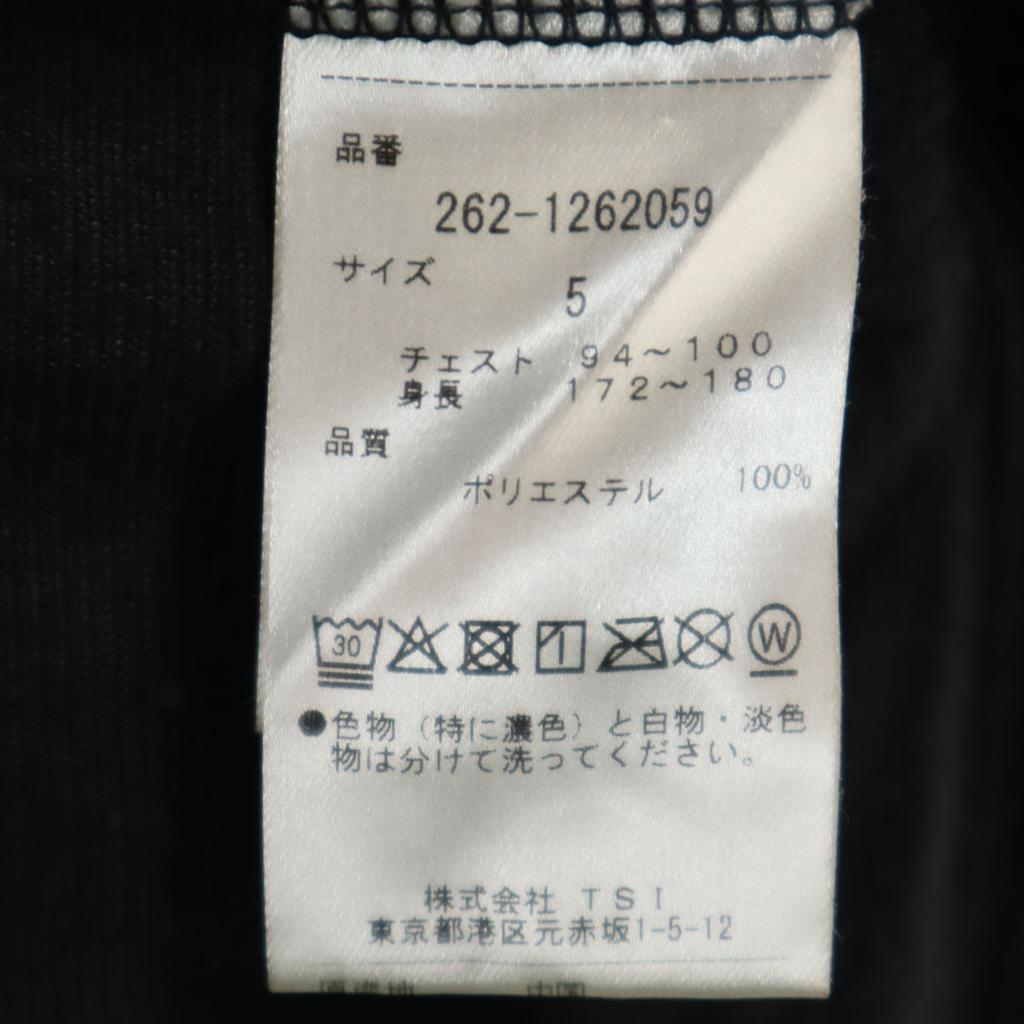 品番
262-1262059
サイズ
5
チェスト 94～100
身長 172～180
品質
ポリエステル 100%
30
W
●色物（特に濃色）と白物・淡色
物は分けて洗ってください。
株式会社 TSI
東京都港区元赤坂1-5-12